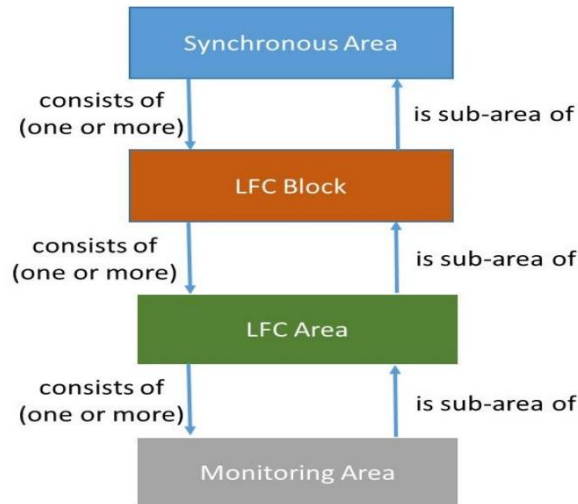 Synchronous Area
consists of
(one or more)
is sub-area of
LFC Block
consists of
(one or more)
is sub-area of
LFC Area
consists of
(one or more)
is sub-area of
Monitoring Area